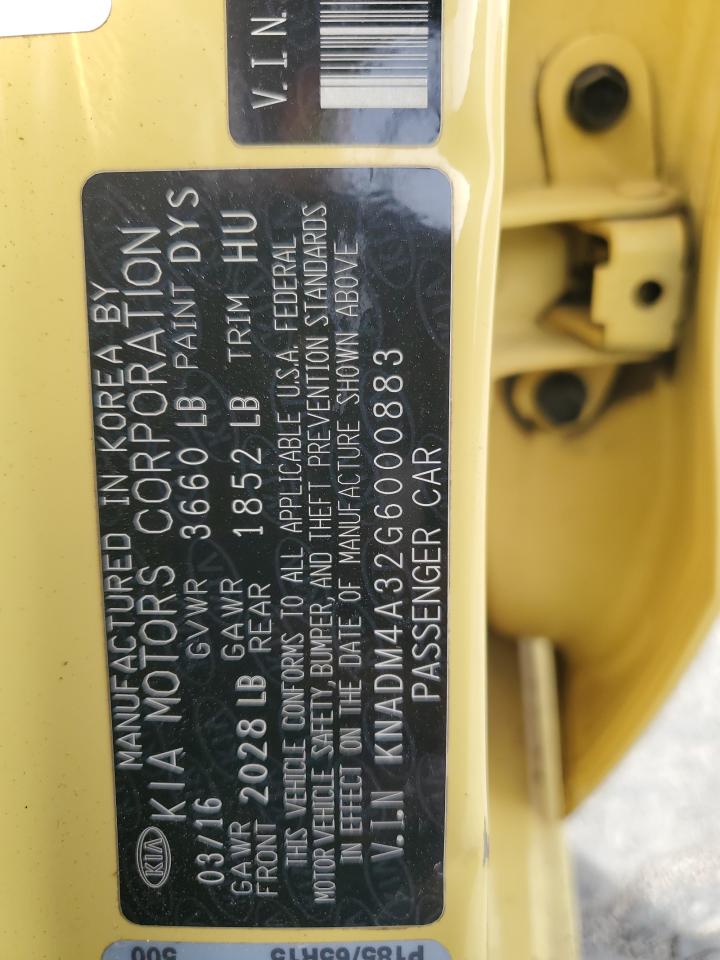 V.I.N.
KIA
MANUFACTURED IN KOREA BY
KIA MOTORS CORPORATION
03/16 GVWR 3660 LB PAINT DYS
GAWR FRONT 2028 LB GAWR REAR 1852 LB TRIM HU
THIS VEHICLE CONFORMS TO ALL APPLICABLE U.S.A. FEDERAL
MOTOR VEHICLE SAFETY, BUMPER, AND THEFT PREVENTION STANDARDS
IN EFFECT ON THE DATE OF MANUFACTURE SHOWN ABOVE
V.I.N KNADM4A32G6000883
PASSENGER CAR
P185/65R15
500